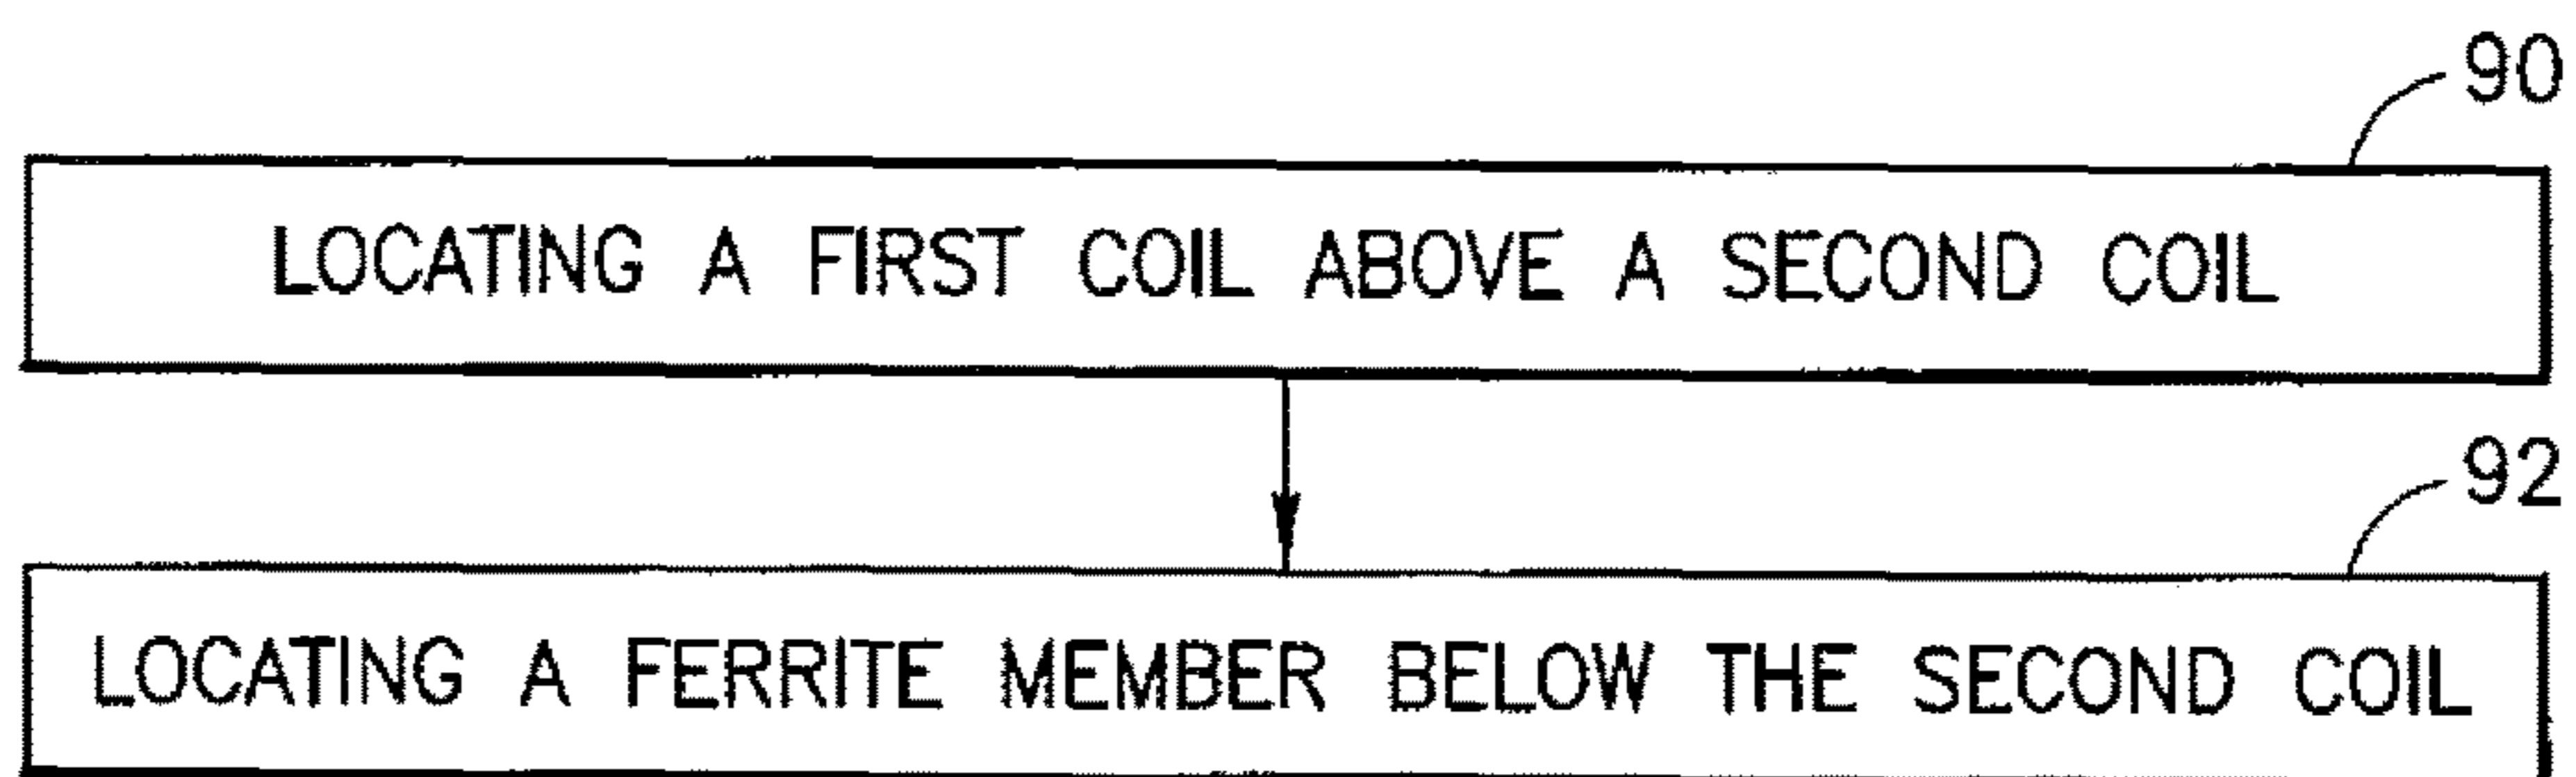 90
LOCATING A FIRST COIL ABOVE A SECOND COIL
92
LOCATING A FERRITE MEMBER BELOW THE SECOND COIL